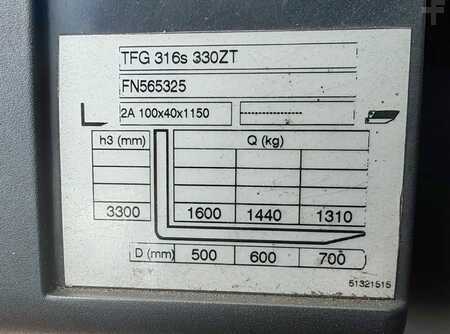 TFG 316s 330ZT
FN565325
2A 100x40x1150 --------------
h3 (mm) Q (kg)
3300 1600 1440 1310
D (mm) 500 600 700
51321515